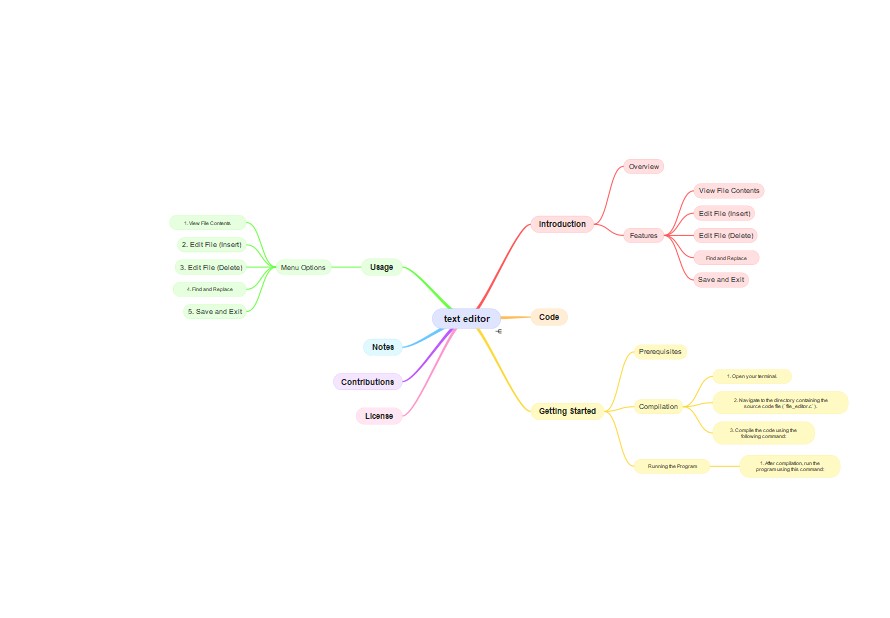 text editor
Introduction
Overview
Features
View File Contents
Edit File (Insert)
Edit File (Delete)
Find and Replace
Save and Exit
Code
Getting Started
Prerequisites
Compilation
1. Open your terminal.
2. Navigate to the directory containing the
source code file (`file_editor.c`).
3. Compile the code using the
following command:
Running the Program
1. After compilation, run the
program using this command:
Usage
Menu Options
1. View File Contents
2. Edit File (Insert)
3. Edit File (Delete)
4. Find and Replace
5. Save and Exit
Notes
Contributions
License